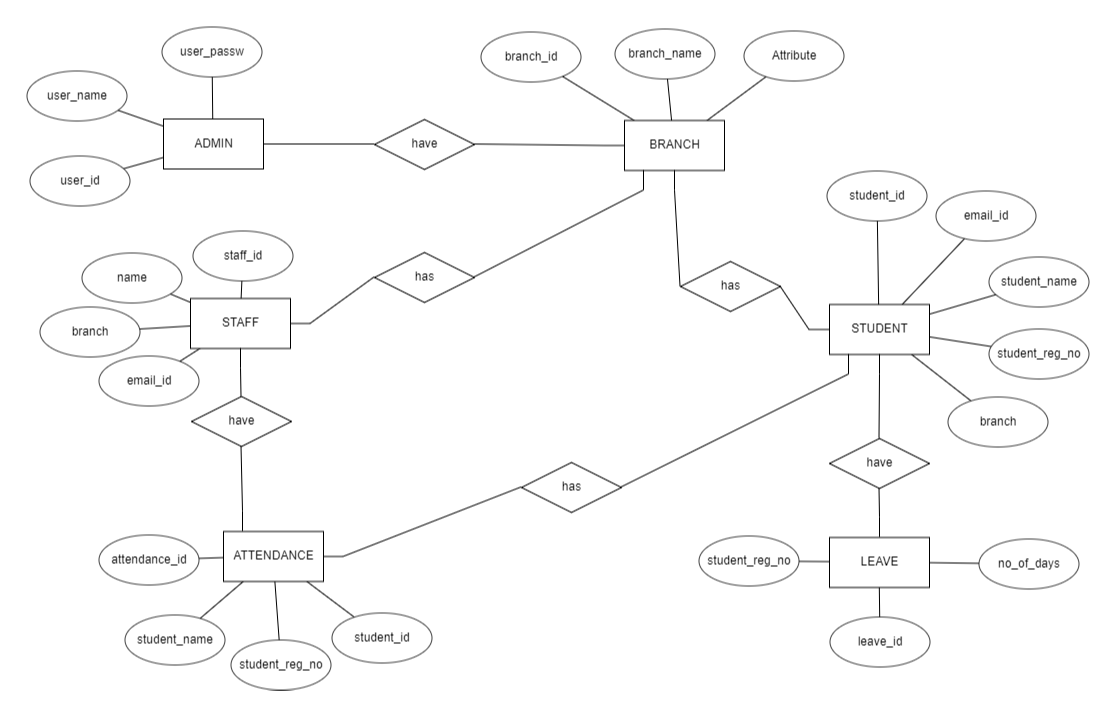 user_passw
branch_name
branch_id
Attribute
user_name
ADMIN
have
BRANCH
user_id
student_id
email_id
staff_id
name
has
has
student_name
STAFF
branch
STUDENT
student_reg_no
email_id
have
branch
have
has
attendance_id
ATTENDANCE
student_reg_no
LEAVE
no_of_days
student_name
student_id
student_reg_no
leave_id